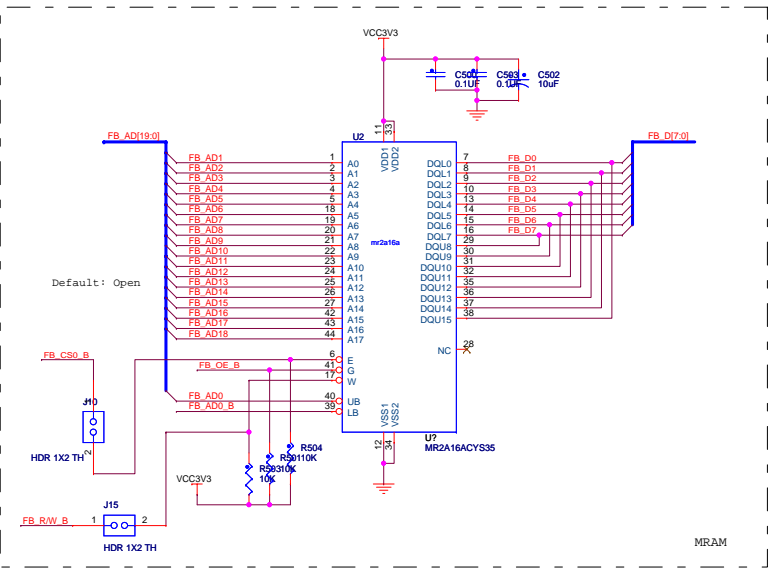 VCC3V3
0.1UF
C502
10uF
U2
11
33
VDD1
VDD2
FB_AD[19:0]
FB_D[7:0]
FB_AD1 1 A0
FB_AD2 2 A1
FB_AD3 3 A2
FB_AD4 4 A3
FB_AD5 5 A4
FB_AD6 18 A5
FB_AD7 19 A6
FB_AD8 20 A7
FB_AD9 21 A8
FB_AD10 22 A9
FB_AD11 23 A10
FB_AD12 24 A11
FB_AD13 25 A12
FB_AD14 26 A13
FB_AD15 27 A14
FB_AD16 42 A15
FB_AD17 43 A16
FB_AD18 44 A17
mr2a16a
DQL0 7 FB_D0
DQL1 8 FB_D1
DQL2 9 FB_D2
DQL3 10 FB_D3
DQL4 13 FB_D4
DQL5 14 FB_D5
DQL6 15 FB_D6
DQL7 16 FB_D7
DQU8 29
DQU9 30
DQU10 31
DQU11 32
DQU12 35
DQU13 36
DQU14 37
DQU15 38
NC 28
Default: Open
FB_CS0_B
6 E
FB_OE_B 41 G
17 W
FB_AD0 40 UB
FB_AD0_B 39 LB
VSS1
VSS2
12
34
U?
MR2A16ACYS35
J10
2
HDR 1X2 TH
R504
10K
10K
VCC3V3
J15
FB_R/W_B 1 2
HDR 1X2 TH
MRAM